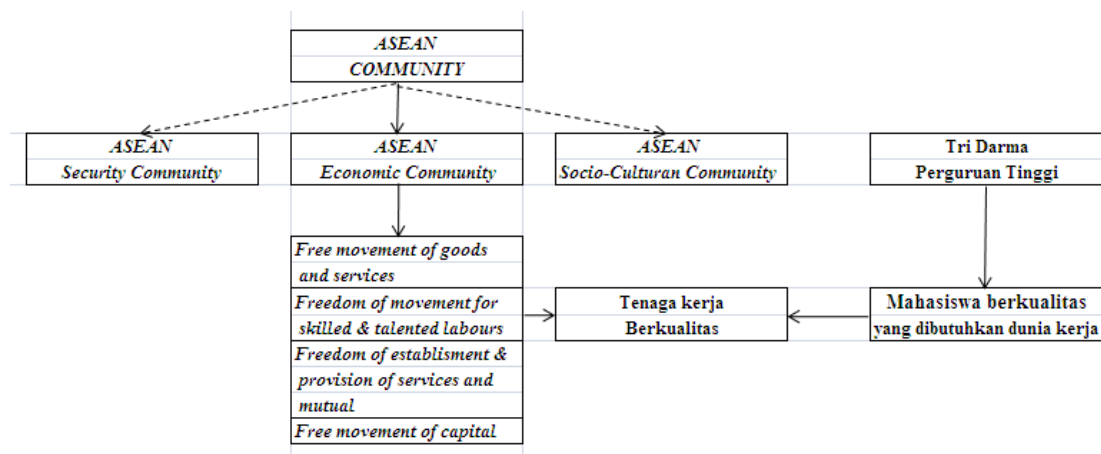 ASEAN
COMMUNITY
ASEAN
Security Community
ASEAN
Economic Community
ASEAN
Socio-Culturan Community
Tri Darma
Perguruan Tinggi
Free movement of goods
and services
Freedom of movement for
skilled & talented labours
Freedom of establisment &
provision of services and
mutual
Free movement of capital
Tenaga kerja
Berkualitas
Mahasiswa berkualitas
yang dibutuhkan dunia kerja